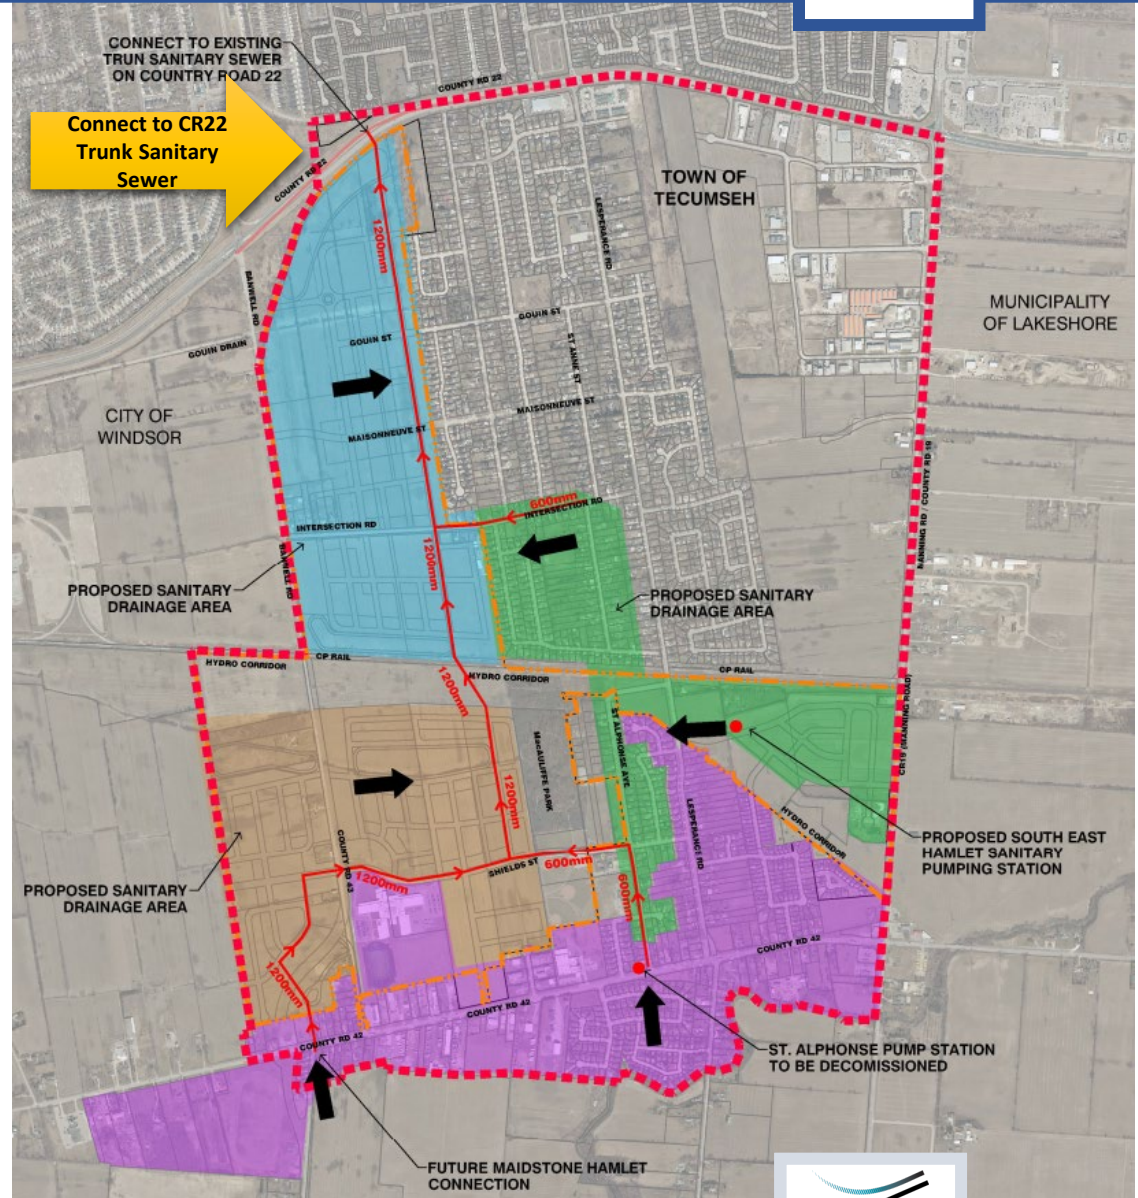 CONNECT TO EXISTING
TRUN SANITARY SEWER
ON COUNTRY ROAD 22
Connect to CR22
Trunk Sanitary
Sewer
COUNTY RD 22
COUNTY RD 22
TOWN OF
TECUMSEH
LESPERANCE RD
1200mm
BANWELL RD
MUNICIPALITY
OF LAKESHORE
GOUIN ST
GOUIN ST
GOUIN DRAIN
ST ANNE ST
CITY OF
WINDSOR
MAISONNEUVE ST
MAISONNEUVE ST
MANNING RD / COUNTY RD 19
600mm
INTERSECTION RD
INTERSECTION RD
1200mm
BANWELL RD
PROPOSED SANITARY
DRAINAGE AREA
PROPOSED SANITARY
DRAINAGE AREA
HYDRO CORRIDOR
CP RAIL
CP RAIL
HYDRO CORRIDOR
1200mm
CR19 (MANNING ROAD)
ST ALPHONSE AVE
MacAULIFFE PARK
1200mm
LESPERANCE RD
HYDRO CORRIDOR
PROPOSED SOUTH EAST
HAMLET SANITARY
PUMPING STATION
COUNTY RD 43
SHIELDS ST
600mm
1200mm
600mm
PROPOSED SANITARY
DRAINAGE AREA
COUNTY RD 42
1200mm
COUNTY RD 42
COUNTY RD 42
ST. ALPHONSE PUMP STATION
TO BE DECOMISSIONED
FUTURE MAIDSTONE HAMLET
CONNECTION